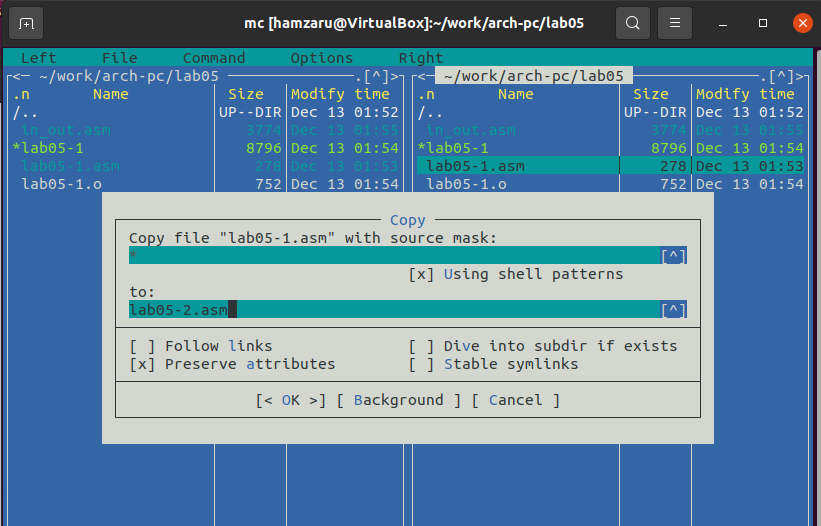 mc [hamzaru@VirtualBox]:~/work/arch-pc/lab05
Left File Command Options Right
<─ ~/work/arch-pc/lab05 ─.[^]>
.n Name Size Modify time
/.. UP--DIR Dec 13 01:52
in_out.asm 3774 Dec 13 01:55
*lab05-1 8796 Dec 13 01:54
lab05-1.asm 278 Dec 13 01:53
lab05-1.o 752 Dec 13 01:54
<─ ~/work/arch-pc/lab05 ─.[^]>
.n Name Size Modify time
/.. UP--DIR Dec 13 01:52
in_out.asm 3774 Dec 13 01:55
*lab05-1 8796 Dec 13 01:54
lab05-1.asm 278 Dec 13 01:53
lab05-1.o 752 Dec 13 01:54
Copy
Copy file "lab05-1.asm" with source mask:
* [^]
[x] Using shell patterns
to:
lab05-2.asm [^]
[ ] Follow links [ ] Dive into subdir if exists
[x] Preserve attributes [ ] Stable symlinks
[< OK >] [ Background ] [ Cancel ]